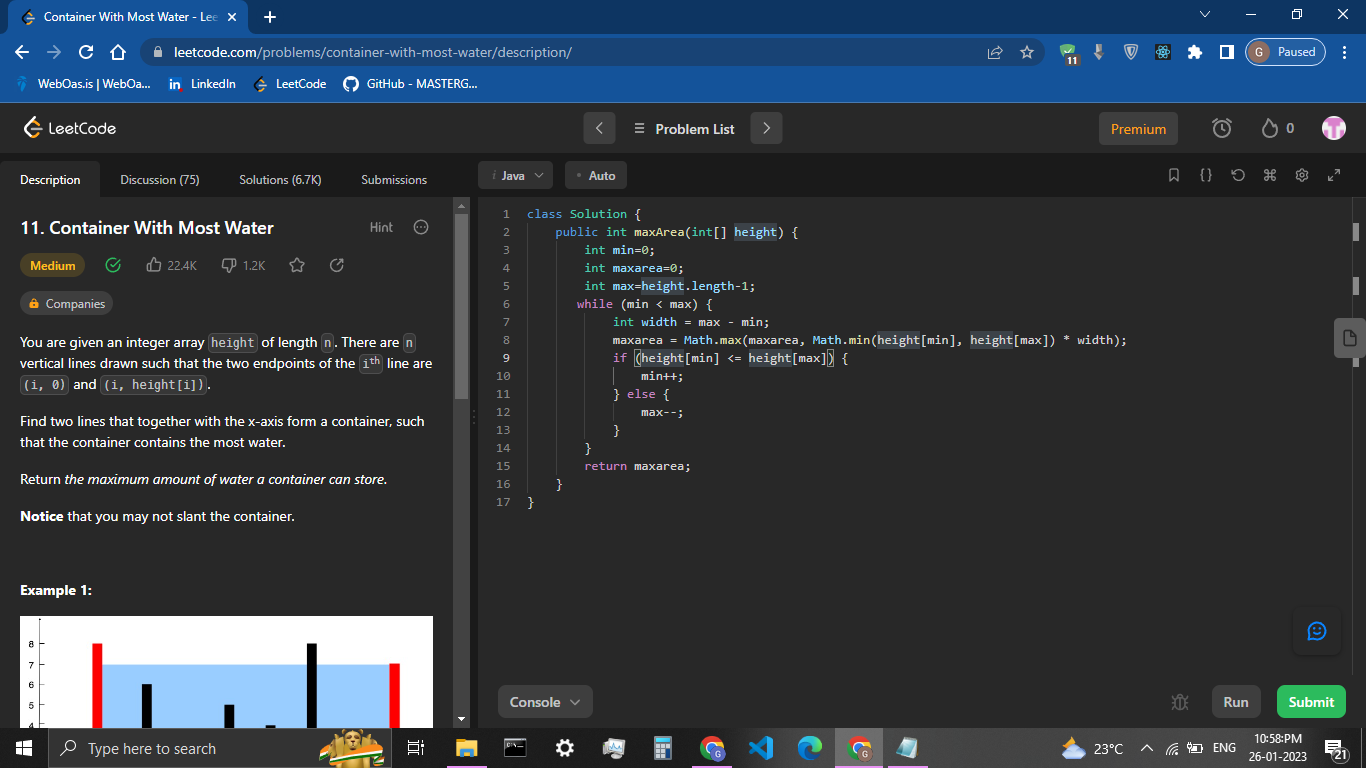 Container With Most Water - Lee
leetcode.com/problems/container-with-most-water/description/
11
G Paused
WebOas.is | WebOa...
LinkedIn
LeetCode
GitHub - MASTERG...
LeetCode
Problem List
Premium
0
Description
Discussion (75)
Solutions (6.7K)
Submissions
i Java
Auto
11. Container With Most Water
Hint
Medium
22.4K
1.2K
Companies
You are given an integer array height of length n. There are n
vertical lines drawn such that the two endpoints of the ith line are
(i, 0) and (i, height[i]).
Find two lines that together with the x-axis form a container, such
that the container contains the most water.
Return the maximum amount of water a container can store.
Notice that you may not slant the container.
Example 1:
8
7
6
5
4
1 class Solution {
2 public int maxArea(int[] height) {
3 int min=0;
4 int maxarea=0;
5 int max=height.length-1;
6 while (min < max) {
7 int width = max - min;
8 maxarea = Math.max(maxarea, Math.min(height[min], height[max]) * width);
9 if (height[min] <= height[max]) {
10 min++;
11 } else {
12 max--;
13 }
14 }
15 return maxarea;
16 }
17 }
Console
Run
Submit
Type here to search
G
G
23°C
ENG
10:58:PM
26-01-2023
21